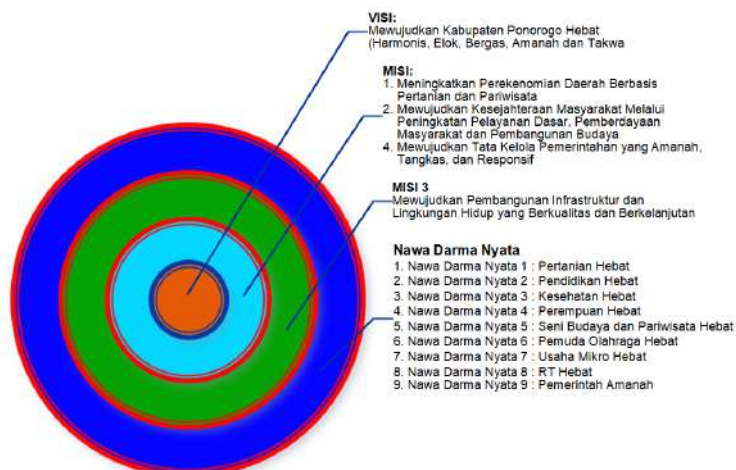 VISI:
Mewujudkan Kabupaten Ponorogo Hebat
(Harmonis, Elok, Bergas, Amanah dan Takwa
MISI:
1. Meningkatkan Perekenomian Daerah Berbasis
Pertanian dan Pariwisata
2. Mewujudkan Kesejahteraan Masyarakat Melalui
Peningkatan Pelayanan Dasar, Pemberdayaan
Masyarakat dan Pembangunan Budaya
4. Mewujudkan Tata Kelola Pemerintahan yang Amanah,
Tangkas, dan Responsif
MISI 3
Mewujudkan Pembangunan Infrastruktur dan
Lingkungan Hidup yang Berkualitas dan Berkelanjutan
Nawa Darma Nyata
1. Nawa Darma Nyata 1 : Pertanian Hebat
2. Nawa Darma Nyata 2 : Pendidikan Hebat
3. Nawa Darma Nyata 3 : Kesehatan Hebat
4. Nawa Darma Nyata 4 : Perempuan Hebat
5. Nawa Darma Nyata 5 : Seni Budaya dan Pariwisata Hebat
6. Nawa Darma Nyata 6 : Pemuda Olahraga Hebat
7. Nawa Darma Nyata 7 : Usaha Mikro Hebat
8. Nawa Darma Nyata 8 : RT Hebat
9. Nawa Darma Nyata 9 : Pemerintah Amanah